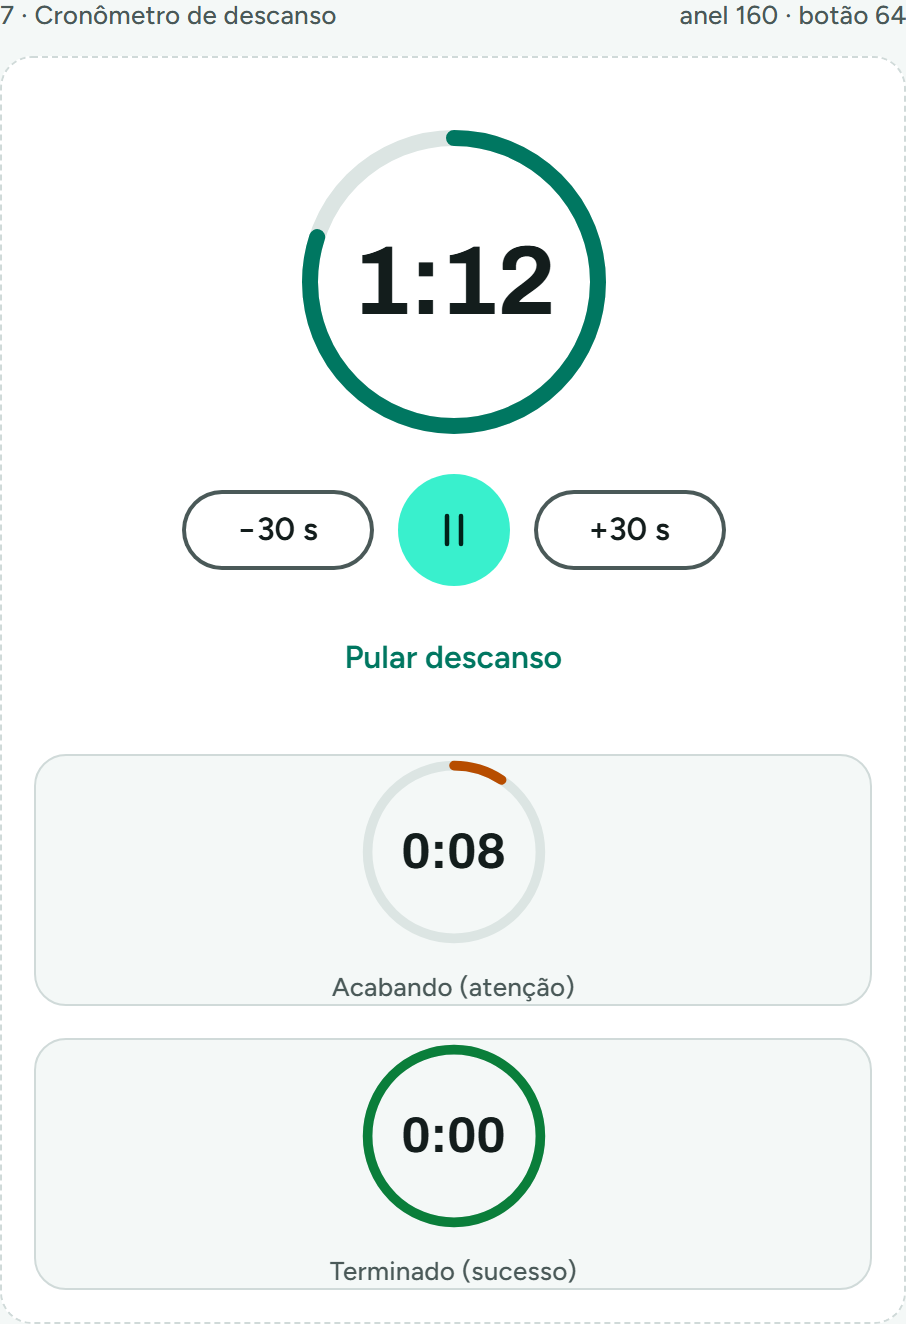 7 · Cronômetro de descanso
anel 160 · botão 64
1:12
−30 s
+30 s
Pular descanso
0:08
Acabando (atenção)
0:00
Terminado (sucesso)